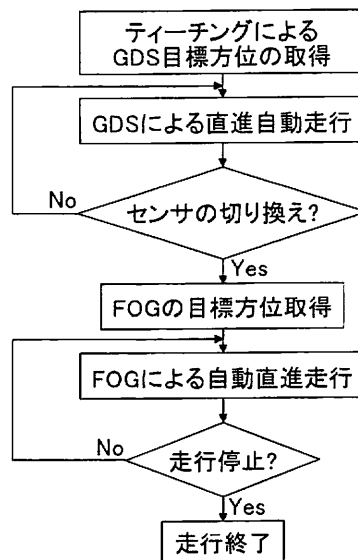 ティーチングによる
GDS目標方位の取得
GDSによる直進自動走行
No
センサの切り換え?
Yes
FOGの目標方位取得
FOGによる自動直進走行
No
走行停止?
Yes
走行終了